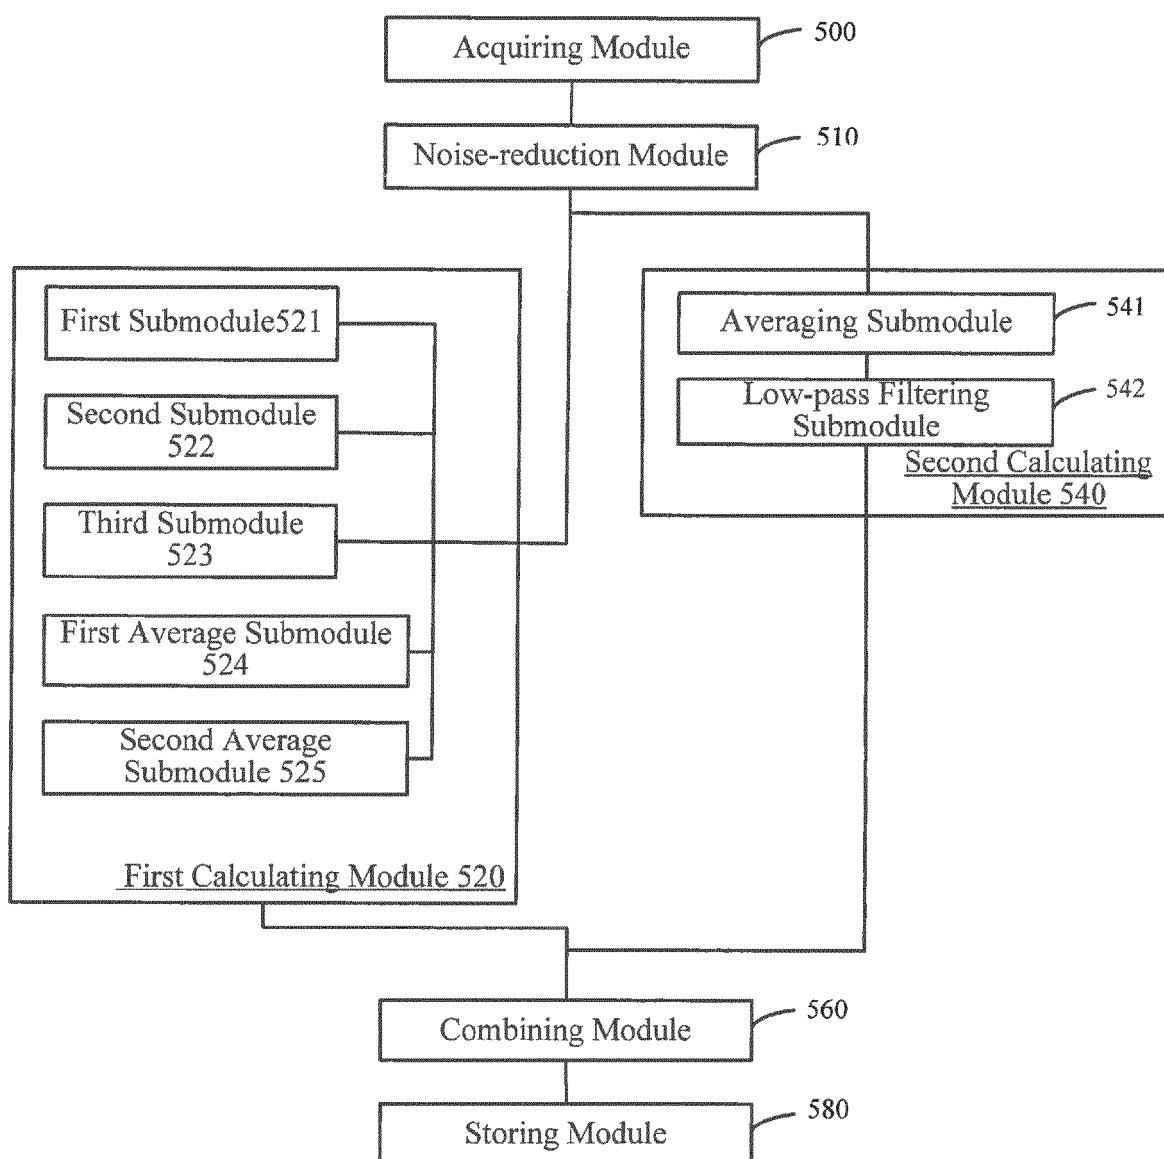 Acquiring Module
500
Noise-reduction Module
510
First Submodule521
Second Submodule
522
Third Submodule
523
First Average Submodule
524
Second Average
Submodule 525
First Calculating Module 520
Averaging Submodule
541
Low-pass Filtering
Submodule
542
Second Calculating
Module 540
Combining Module
560
Storing Module
580